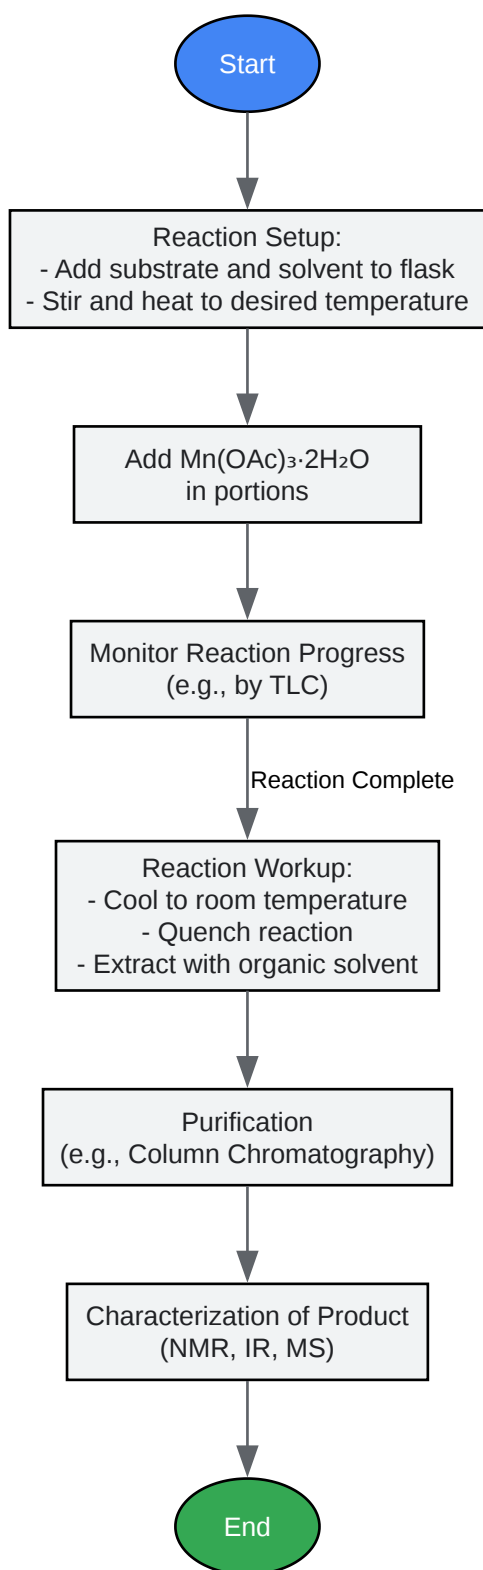 Start
Reaction Setup:
- Add substrate and solvent to flask
- Stir and heat to desired temperature
Add Mn(OAc)₃·2H₂O
in portions
Monitor Reaction Progress
(e.g., by TLC)
Reaction Complete
Reaction Workup:
- Cool to room temperature
- Quench reaction
- Extract with organic solvent
Purification
(e.g., Column Chromatography)
Characterization of Product
(NMR, IR, MS)
End